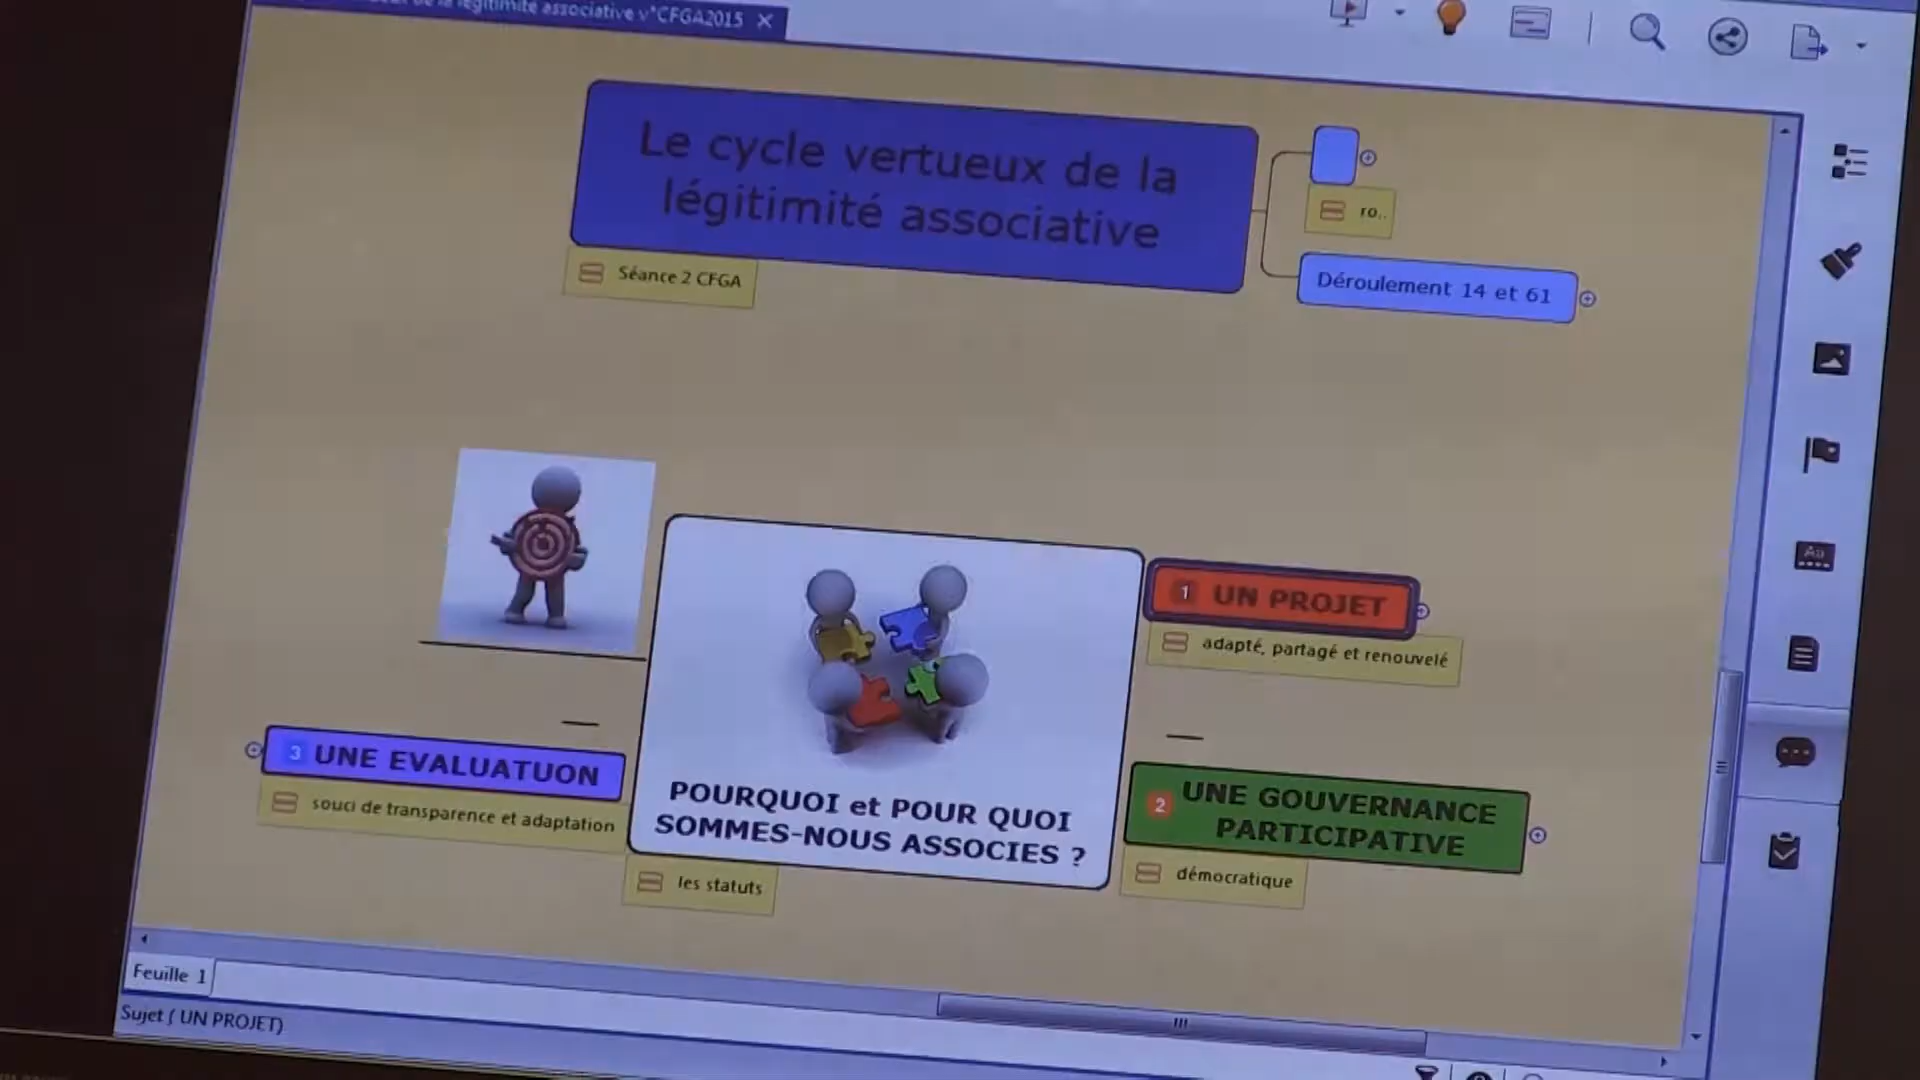 de la légitimité associative v°CFGA2015
Le cycle vertueux de la
légitimité associative
Séance 2 CFGA
ro..
Déroulement 14 et 61
1 UN PROJET
adapté, partagé et renouvelé
2 UNE GOUVERNANCE
PARTICIPATIVE
démocratique
3 UNE EVALUATUON
souci de transparence et adaptation
POURQUOI et POUR QUOI
SOMMES-NOUS ASSOCIES ?
les statuts
Aa
Feuille 1
Sujet ( UN PROJET)